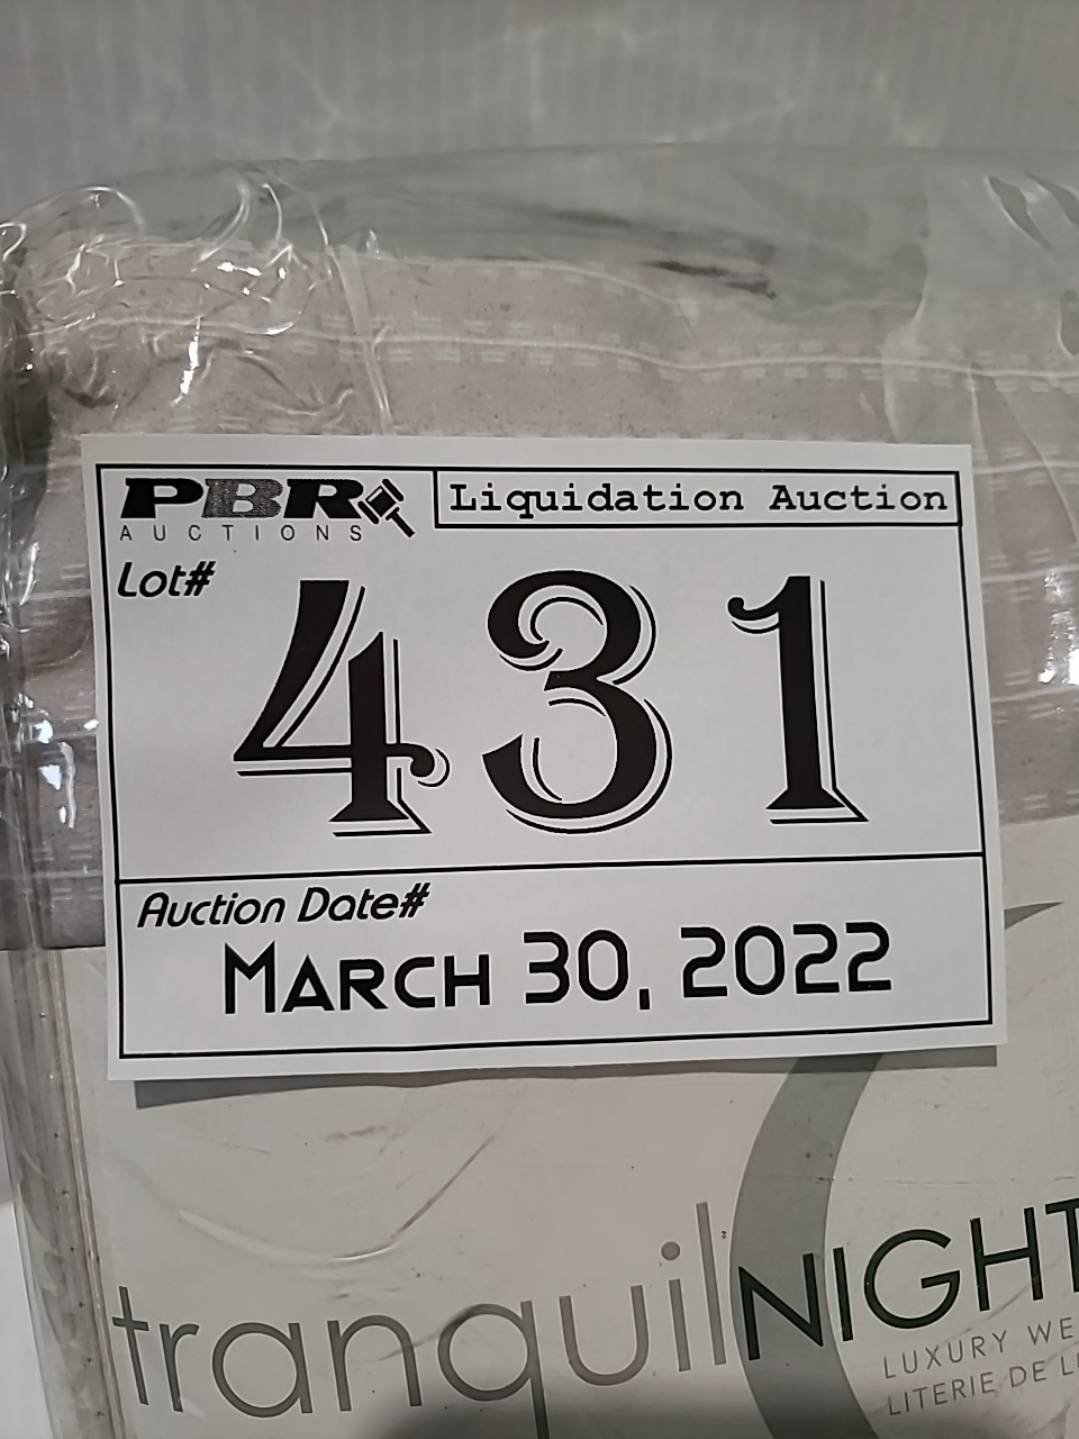 PBR
AUCTIONS
Liquidation Auction
Lot#
431
Auction Date#
MARCH 30, 2022
tranquilNIGHT
LUXURY WE
LITERIE DE L